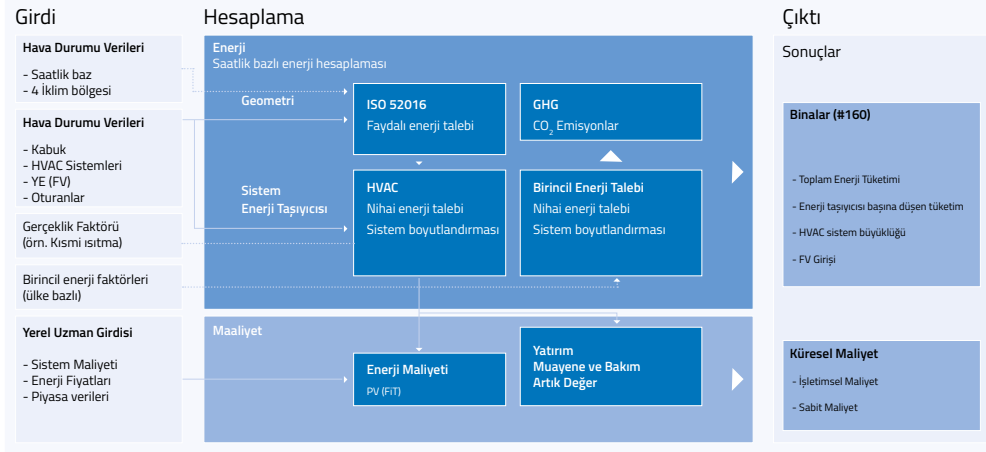 Girdi
Hava Durumu Verileri
- Saatlik baz
- 4 İklim bölgesi
Hava Durumu Verileri
- Kabuk
- HVAC Sistemleri
- YE (FV)
- Oturanlar
Gerçeklik Faktörü
(örn. Kısmi ısıtma)
Birincil enerji faktörleri
(ülke bazlı)
Yerel Uzman Girdisi
- Sistem Maliyeti
- Enerji Fiyatları
- Piyasa verileri
Hesaplama
Enerji
Saatlik bazlı enerji hesaplaması
Geometri
ISO 52016
Faydalı enerji talebi
GHG
CO₂ Emisyonlar
Sistem
Enerji Taşıyıcısı
HVAC
Nihai enerji talebi
Sistem boyutlandırması
Birincil Enerji Talebi
Nihai enerji talebi
Sistem boyutlandırması
Maaliyet
Enerji Maliyeti
PV (FiT)
Yatırım
Muayene ve Bakım
Artık Değer
Çıktı
Sonuçlar
Binalar (#160)
- Toplam Enerji Tüketimi
- Enerji taşıyıcısı başına düşen tüketim
- HVAC sistem büyüklüğü
- FV Girişi
Küresel Maliyet
- İşletimsel Maliyet
- Sabit Maliyet